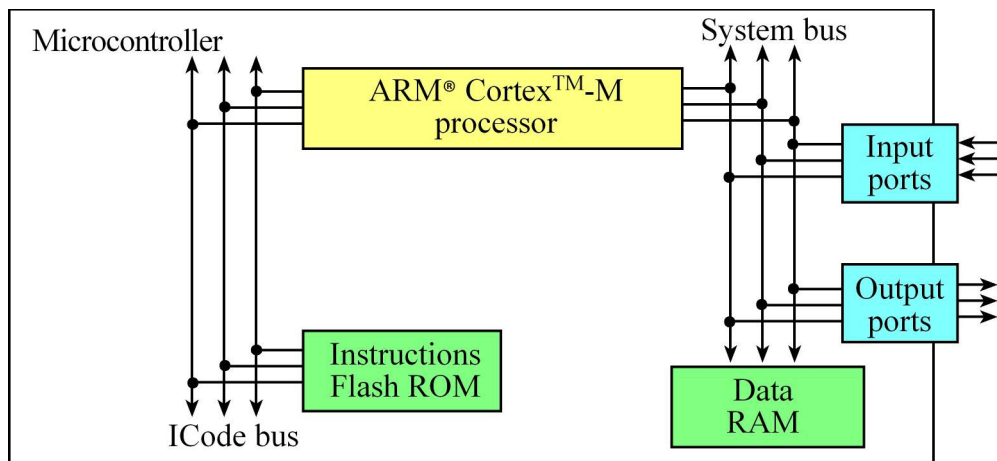 Microcontroller
System bus
ARM® Cortex™-M
processor
Input
ports
Output
ports
Instructions
Flash ROM
Data
RAM
ICode bus